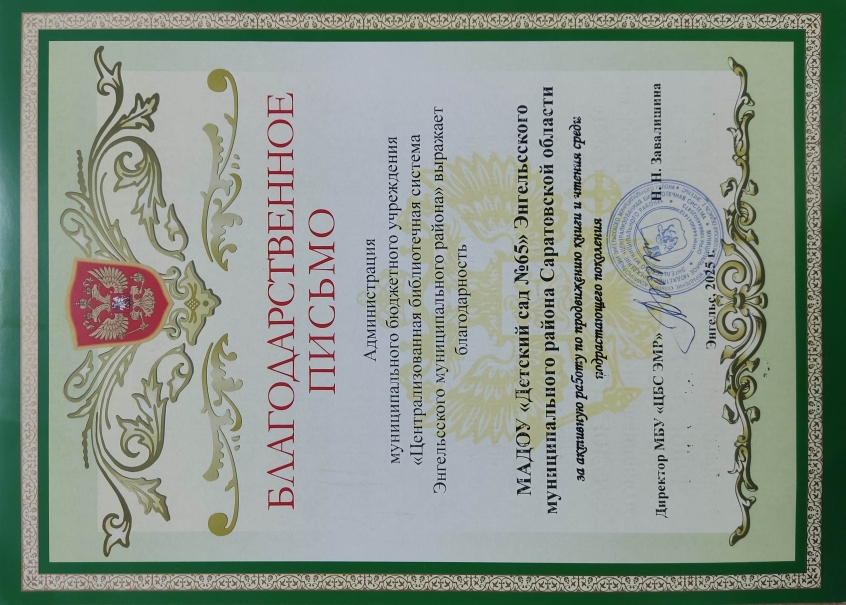 БЛАГОДАРСТВЕННОЕ
ПИСЬМО
Администрация
муниципального бюджетного учреждения
«Централизованная библиотечная система
Энгельсского муниципального района» выражает
благодарность
МАДОУ «Детский сад №65» Энгельсского
муниципального района Саратовской области
за активную работу по продвижению книги и чтения среди
подрастающего поколения
Директор МБУ «ЦБС ЭМР» Н. Н. Завалишина
Энгельс, 2025 г.